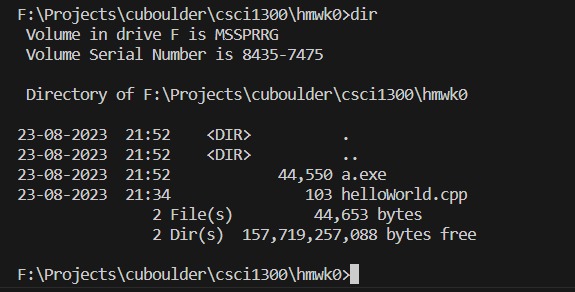 F:\Projects\cuboulder\csci1300\hmwk0>dir
 Volume in drive F is MSSPRRG
 Volume Serial Number is 8435-7475

 Directory of F:\Projects\cuboulder\csci1300\hmwk0

23-08-2023  21:52    <DIR>          .
23-08-2023  21:52    <DIR>          ..
23-08-2023  21:52            44,550 a.exe
23-08-2023  21:34               103 helloWorld.cpp
               2 File(s)         44,653 bytes
               2 Dir(s)  157,719,257,088 bytes free

F:\Projects\cuboulder\csci1300\hmwk0>